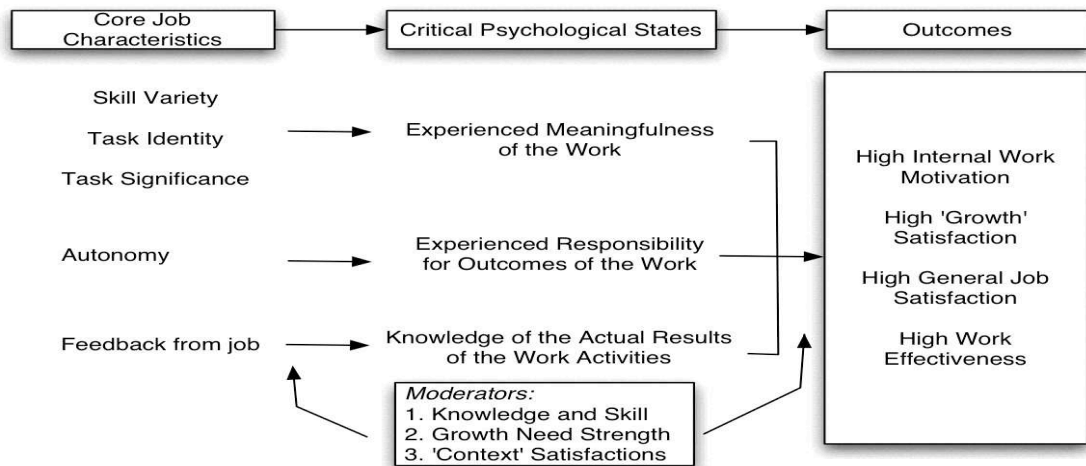 Core Job
Characteristics
Critical Psychological States
Outcomes
Skill Variety
Task Identity
Task Significance
Experienced Meaningfulness
of the Work
Autonomy
Experienced Responsibility
for Outcomes of the Work
Feedback from job
Knowledge of the Actual Results
of the Work Activities
High Internal Work
Motivation
High 'Growth'
Satisfaction
High General Job
Satisfaction
High Work
Effectiveness
Moderators:
1. Knowledge and Skill
2. Growth Need Strength
3. 'Context' Satisfactions